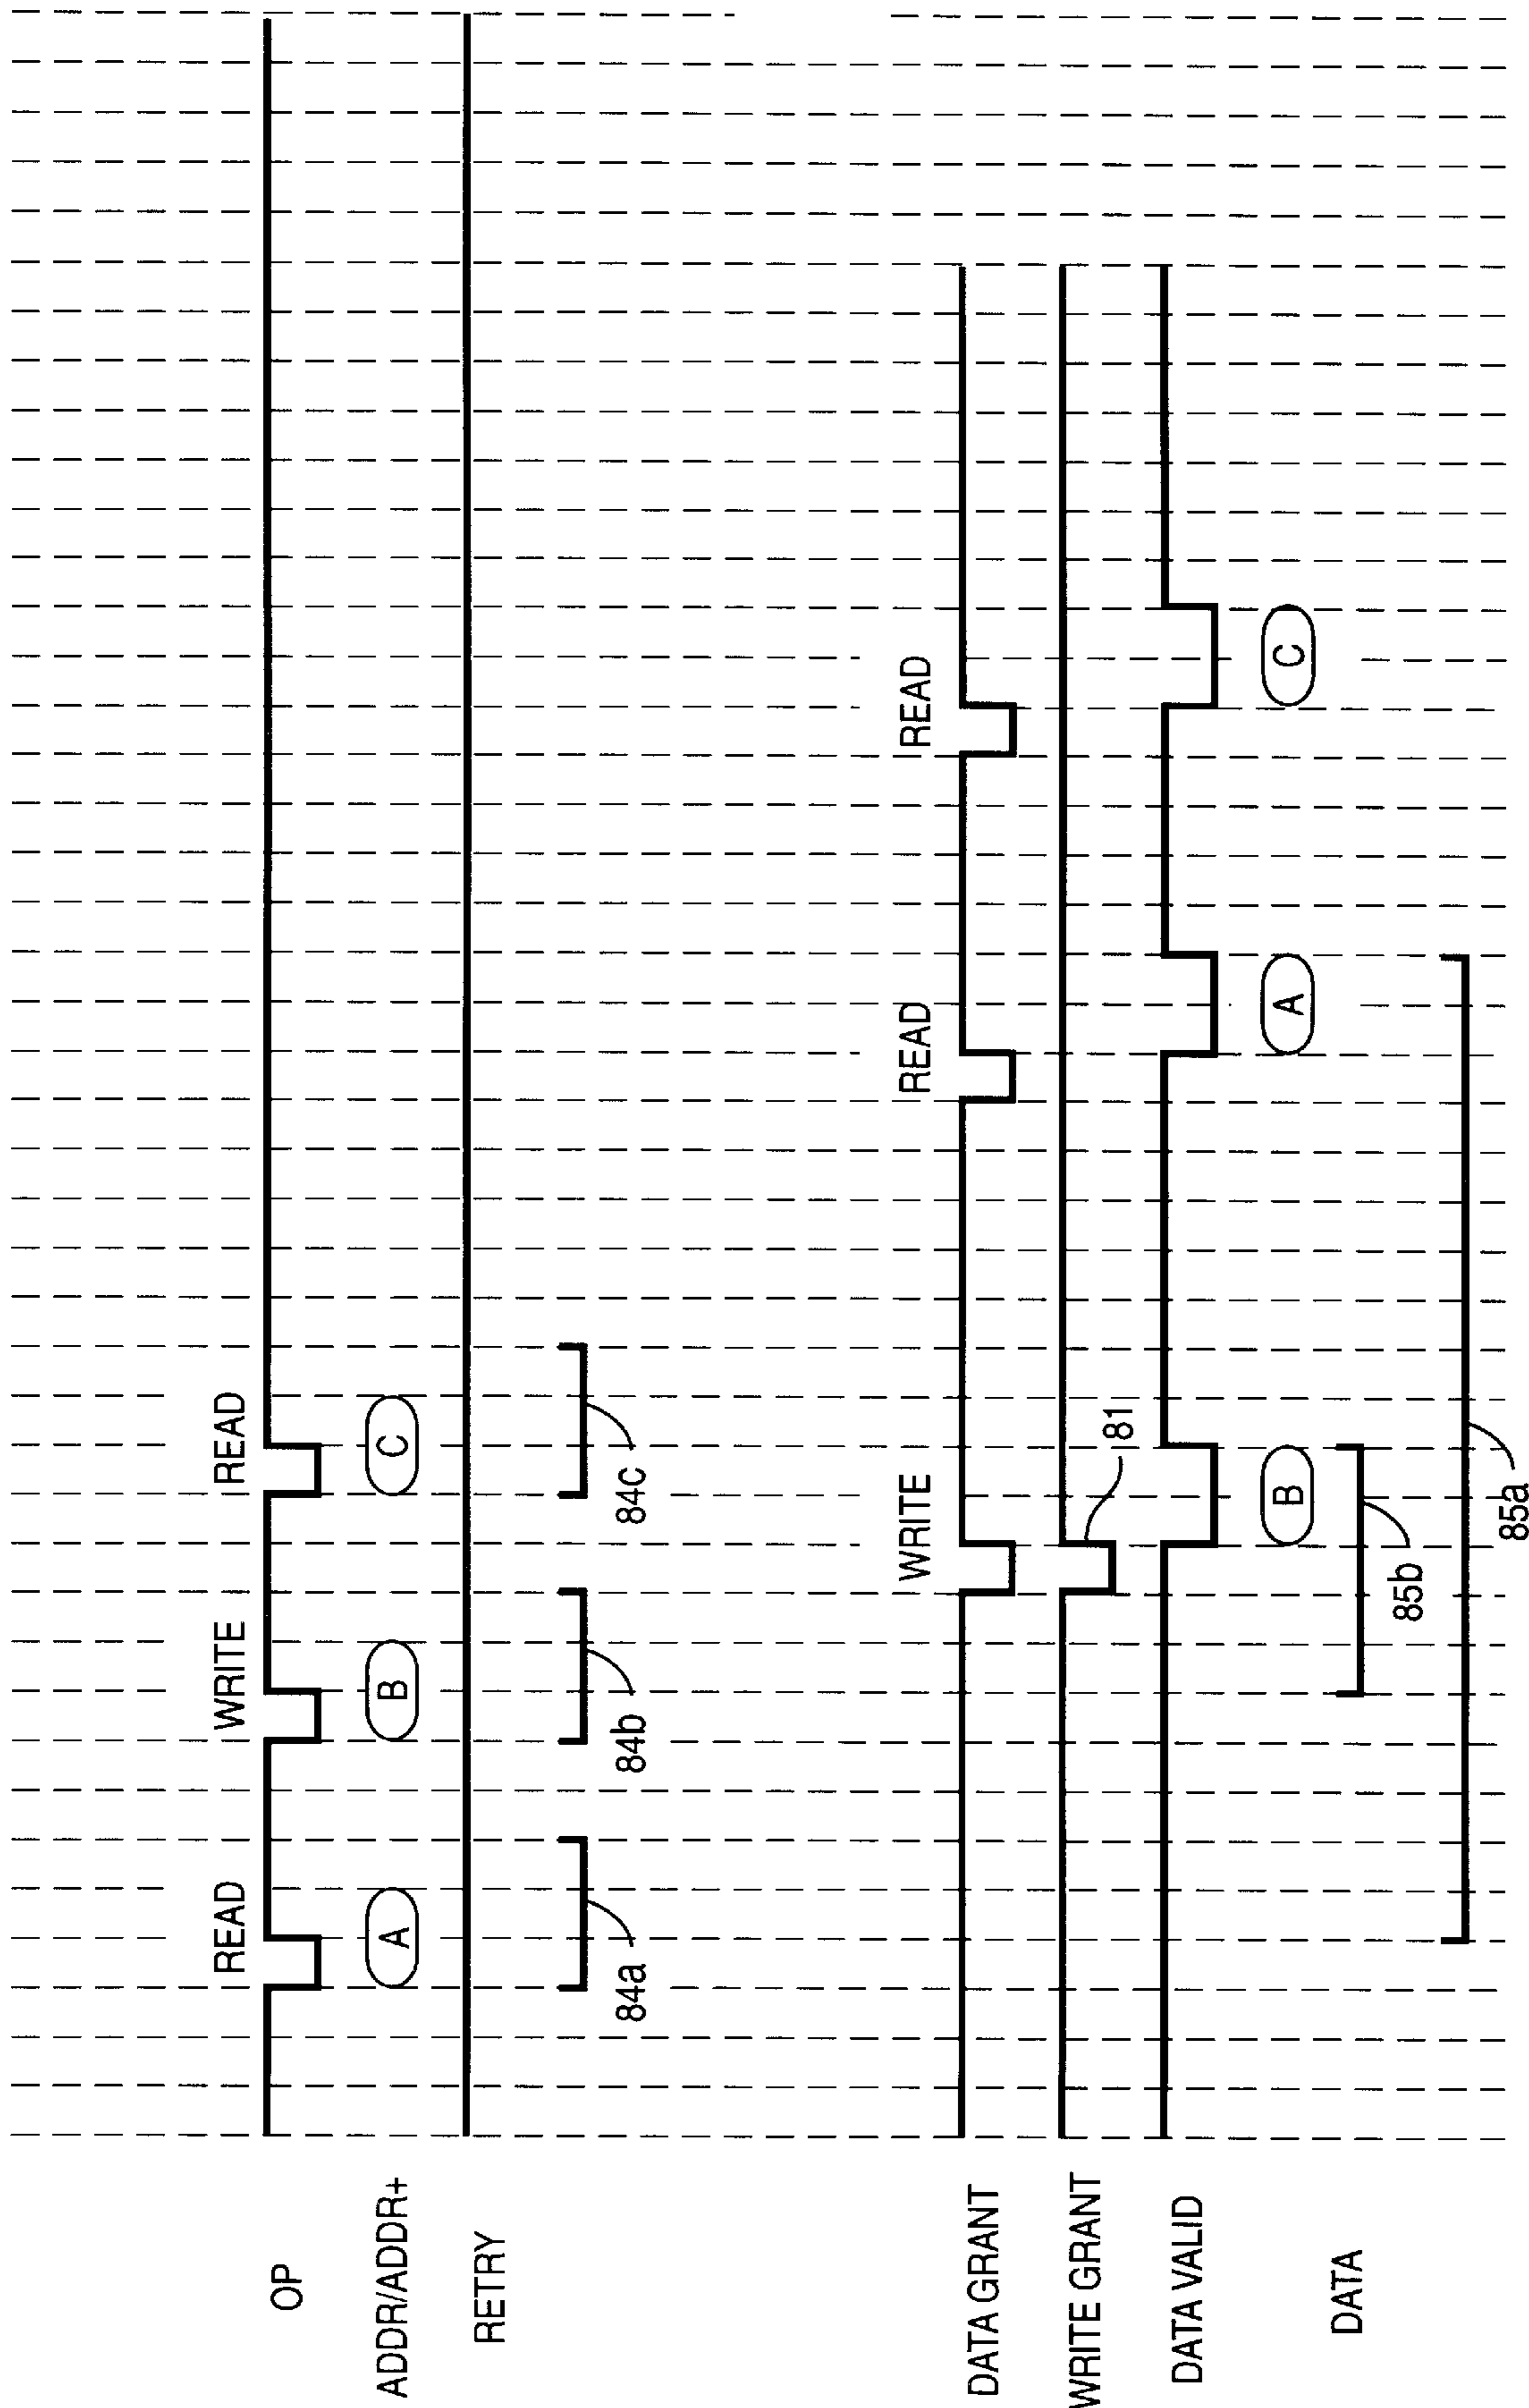 READ WRITE READ
OP
A B C
ADDR/ADDR+
RETRY
84a 84b 84c
WRITE READ READ
DATA GRANT
WRITE GRANT
81
DATA VALID
B A C
DATA
85b
85a